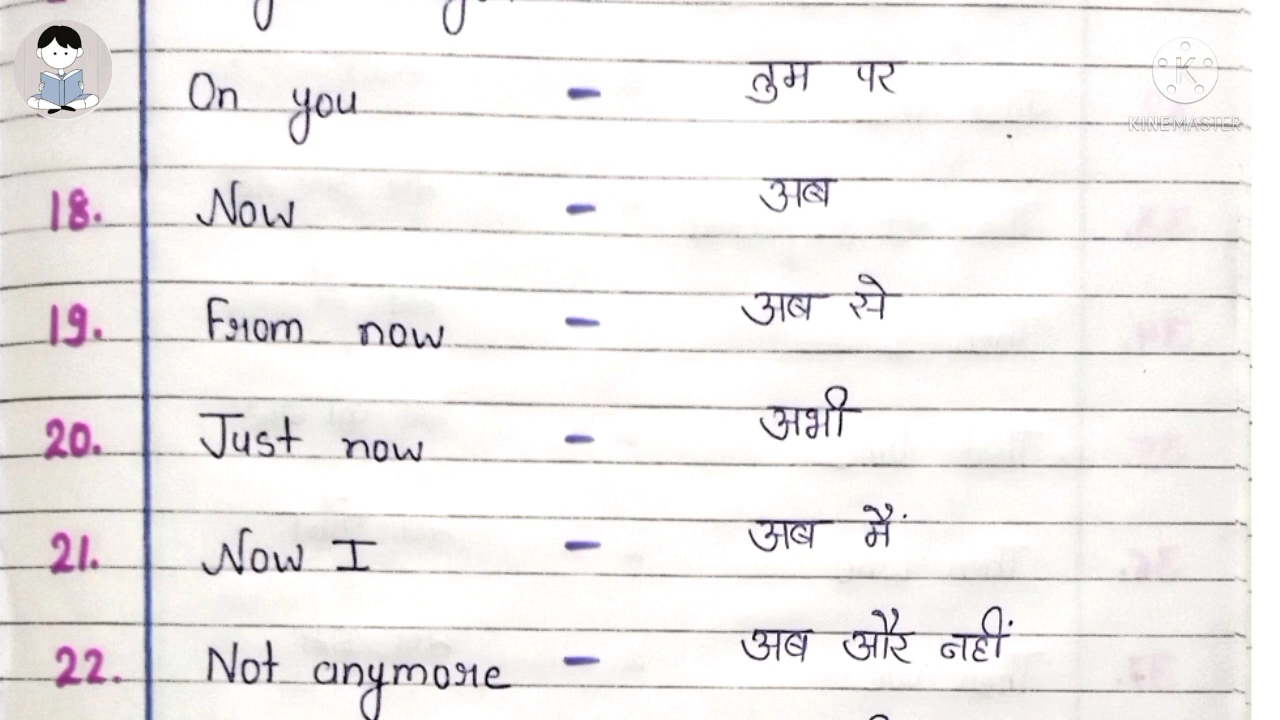 On you - तुम पर
18. Now - अब
19. From now - अब से
20. Just now - अभी
21. Now I - अब मैं
22. Not anymore - अब और नहीं
K
KINEMASTER